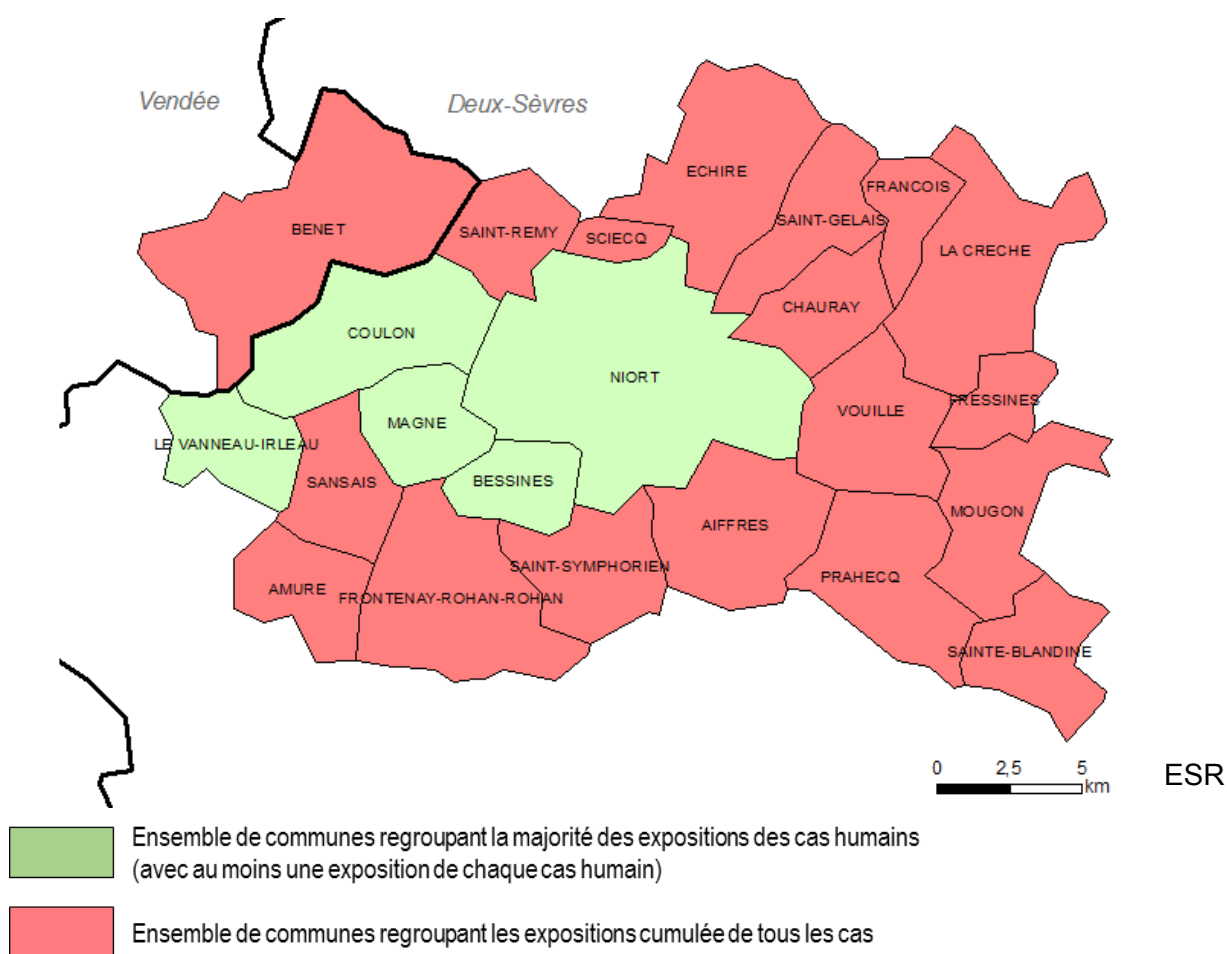 Vendée
Deux-Sèvres
ECHIRE
FRANCOIS
SAINT-GELAIS
BENET
SAINT-REMY
SCIECQ
LA CRECHE
CHAURAY
COULON
NIORT
FRESSINES
VOUILLE
MAGNE
LE VANNEAU-IRLEAU
SANSAIS
BESSINES
MOUGON
AIFFRES
SAINT-SYMPHORIEN
PRAHECQ
AMURE
FRONTENAY-ROHAN-ROHAN
SAINTE-BLANDINE
0 2,5 5
km
ESR
Ensemble de communes regroupant la majorité des expositions des cas humains
(avec au moins une exposition de chaque cas humain)
Ensemble de communes regroupant les expositions cumulée de tous les cas